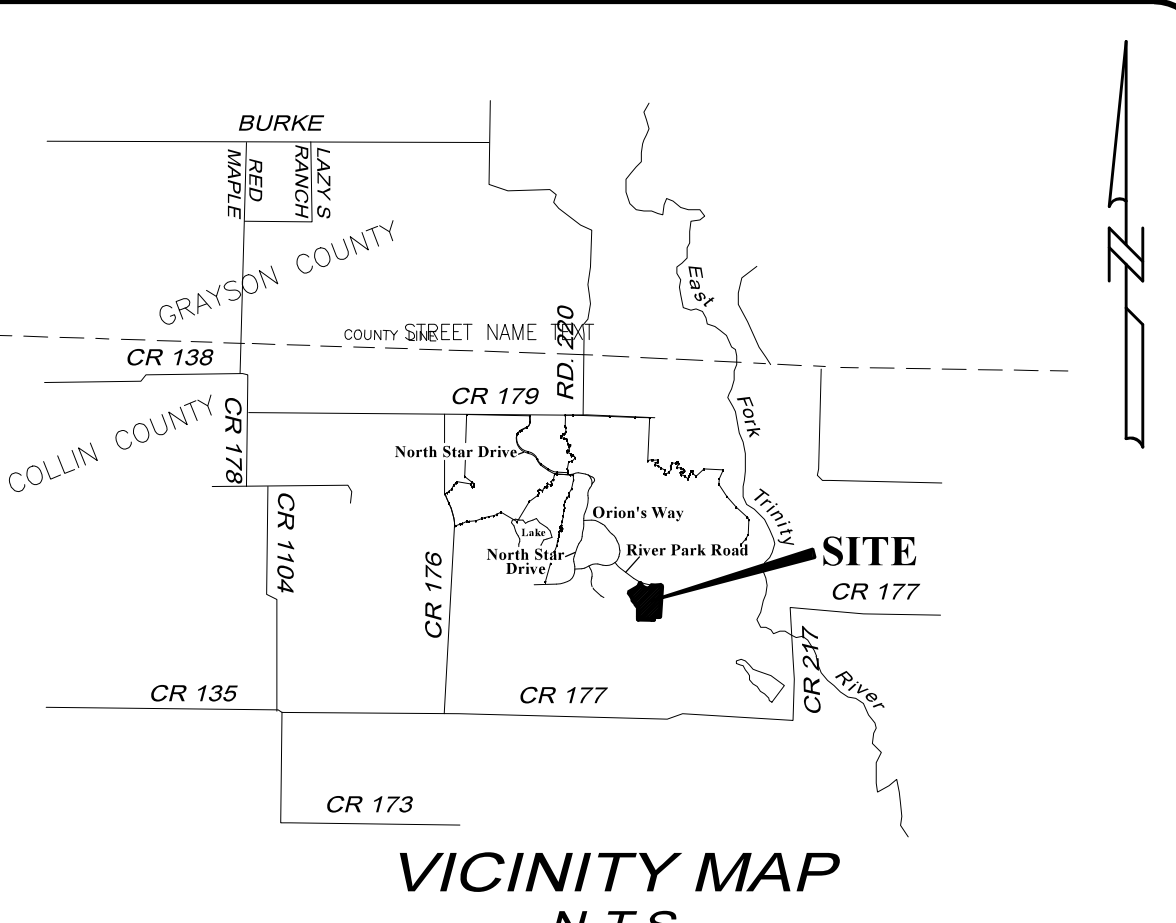 BURKE
RED
MAPLE
LAZY S
RANCH
GRAYSON COUNTY
COUNTY LINE
STREET NAME TEXT
RD. 220
East
Fork
Trinity
River
CR 138
CR 179
COLLIN COUNTY
CR 178
North Star Drive
CR 1104
Orion's Way
Lake
North Star
Drive
River Park Road
SITE
CR 176
CR 177
CR 217
CR 135
CR 177
CR 173
N
VICINITY MAP
N.T.S.